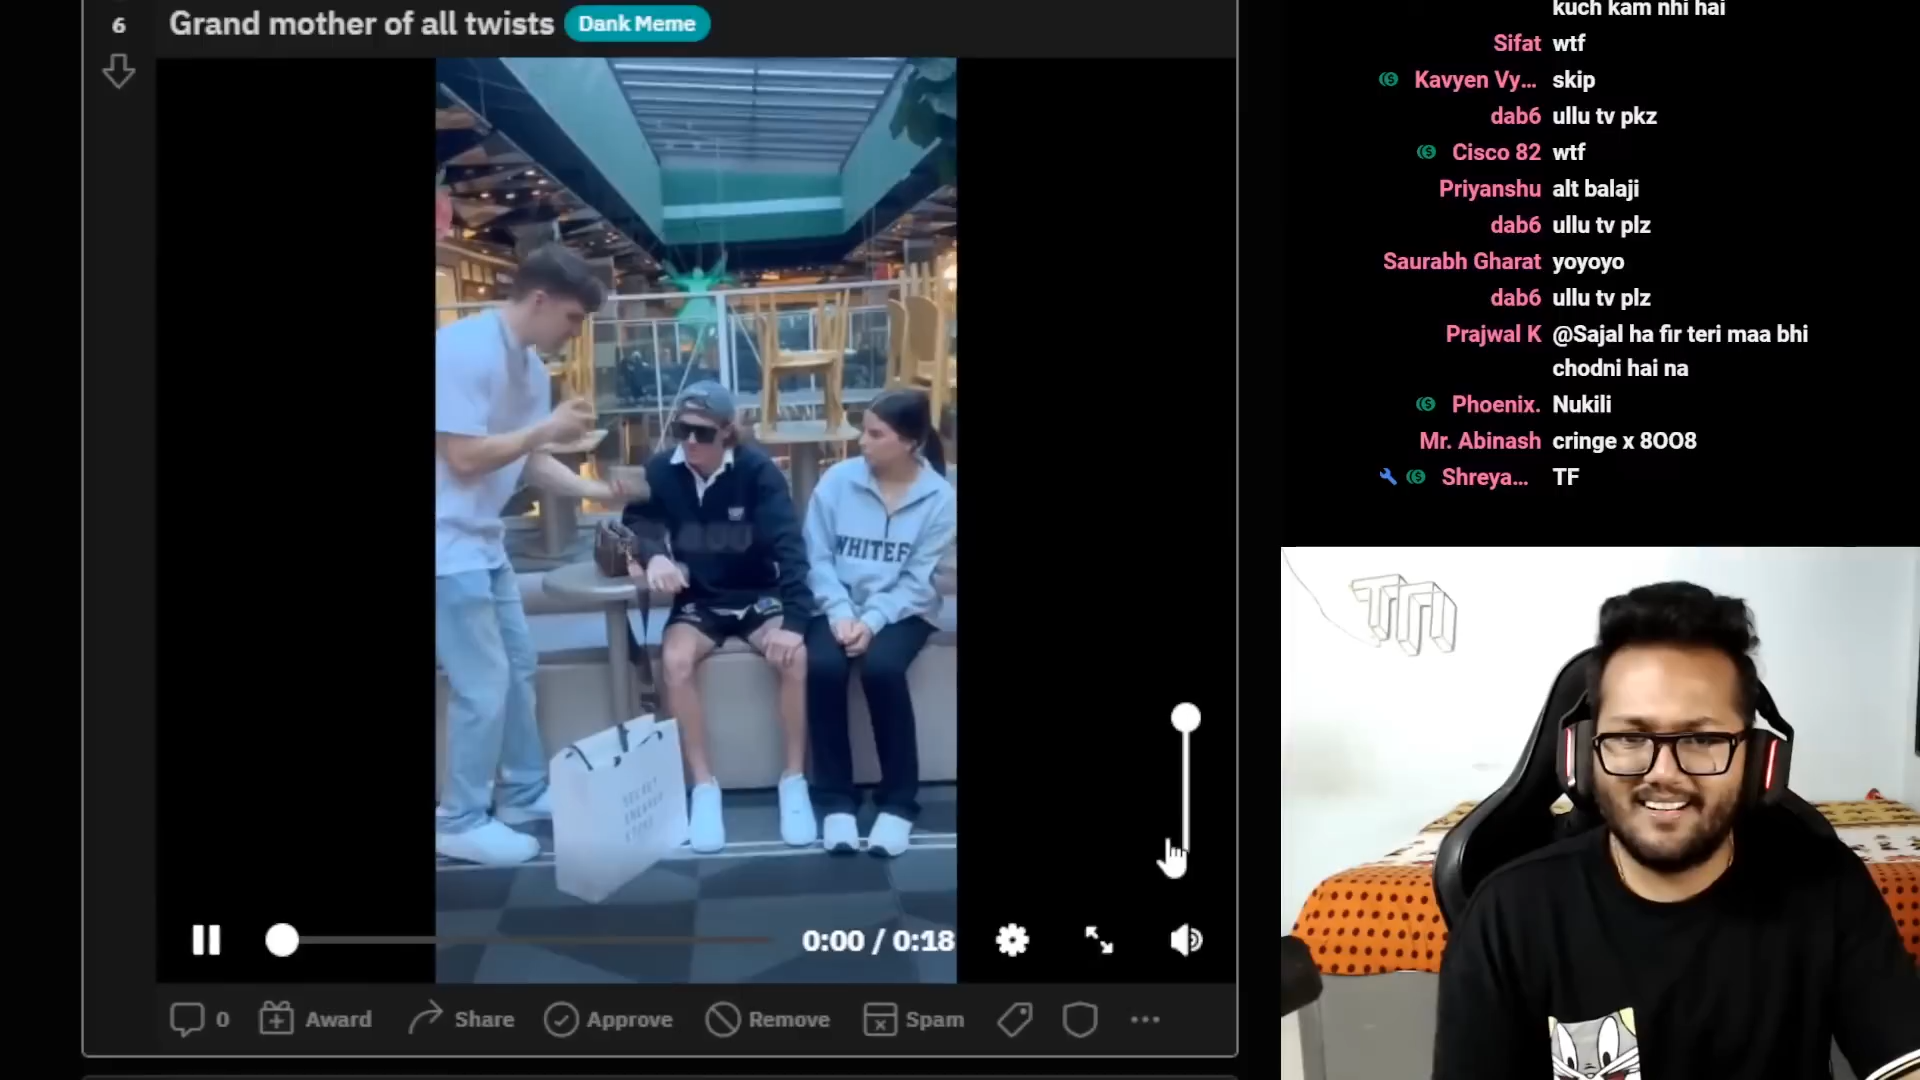 6
Grand mother of all twists
Dank Meme
WHITEF
0:00 / 0:18
0
Award
Share
Approve
Remove
Spam
kuch kam nhi hai
Sifat wtf
Kavyen Vy... skip
dab6 ullu tv pkz
Cisco 82 wtf
Priyanshu alt balaji
dab6 ullu tv plz
Saurabh Gharat yoyoyo
dab6 ullu tv plz
Prajwal K @Sajal ha fir teri maa bhi
chodni hai na
Phoenix. Nukili
Mr. Abinash cringe x 8OO8
Shreya... TF